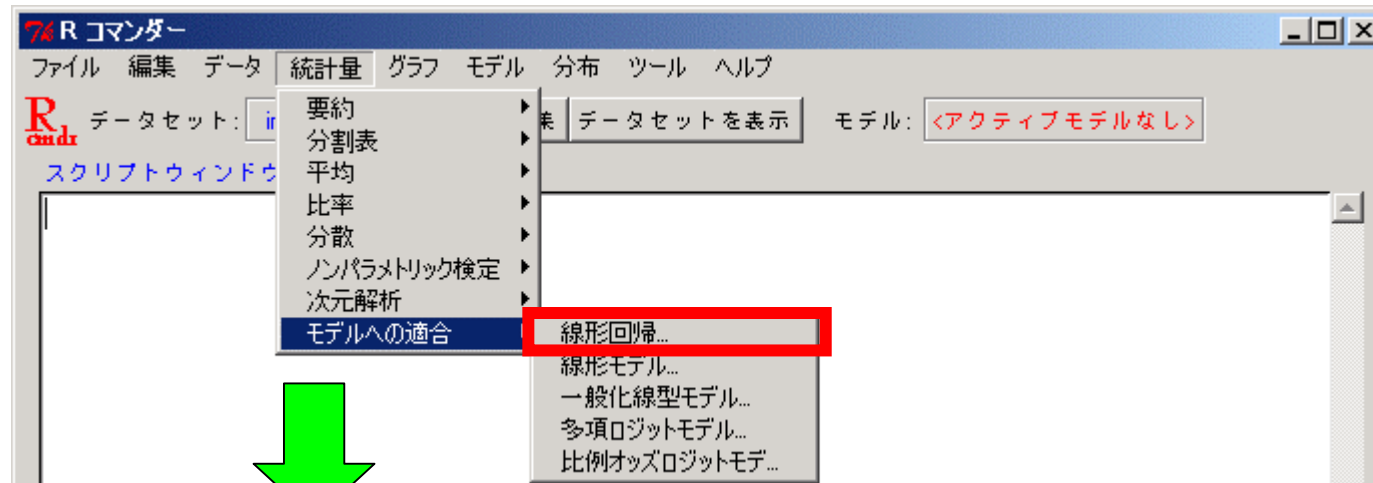 R コマンダー
ファイル 編集 データ 統計量 グラフ モデル 分布 ツール ヘルプ
R cmdr データセット: ir 集 データセットを表示 モデル: <アクティブモデルなし>
スクリプトウィンドウ
要約
分割表
平均
比率
分散
ノンパラメトリック検定
次元解析
モデルへの適合
線形回帰...
線形モデル...
一般化線型モデル...
多項ロジットモデル...
比例オッズロジットモデ...